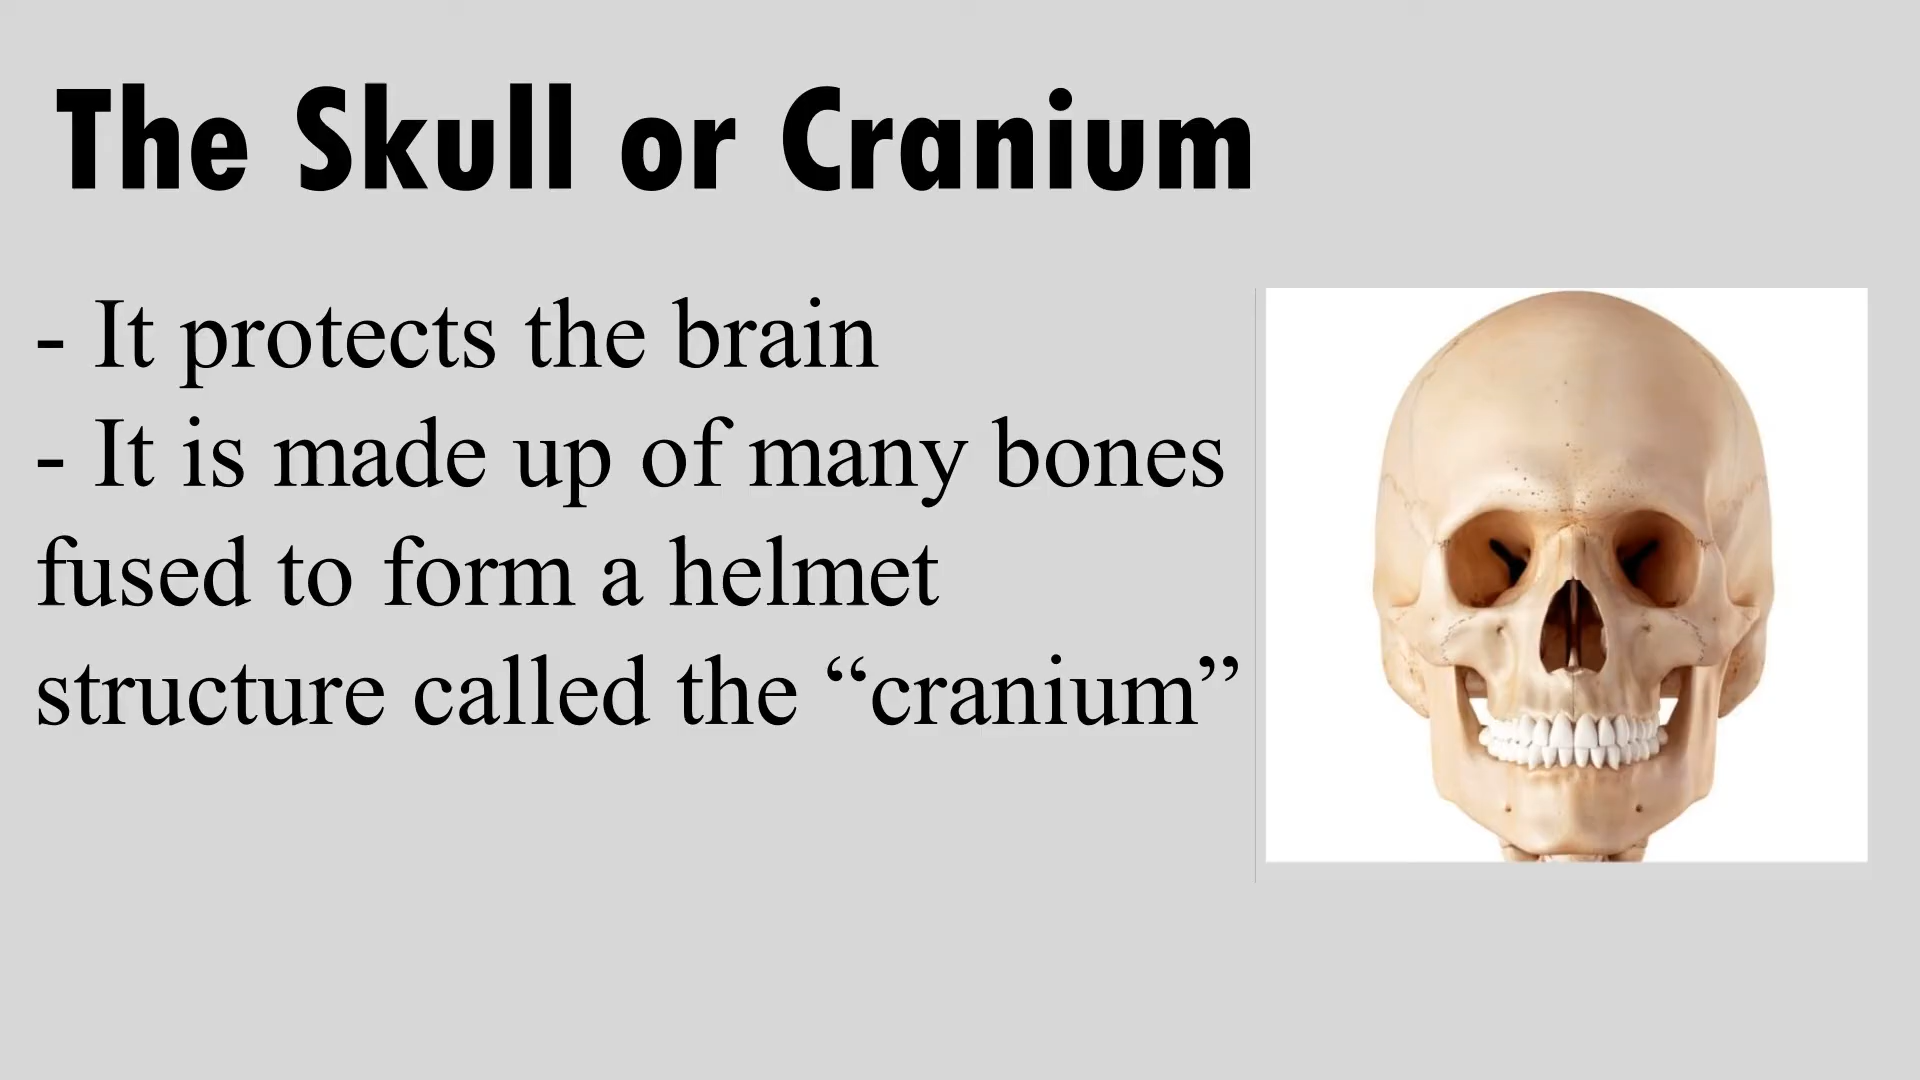 The Skull or Cranium
- It protects the brain
- It is made up of many bones
fused to form a helmet
structure called the “cranium”